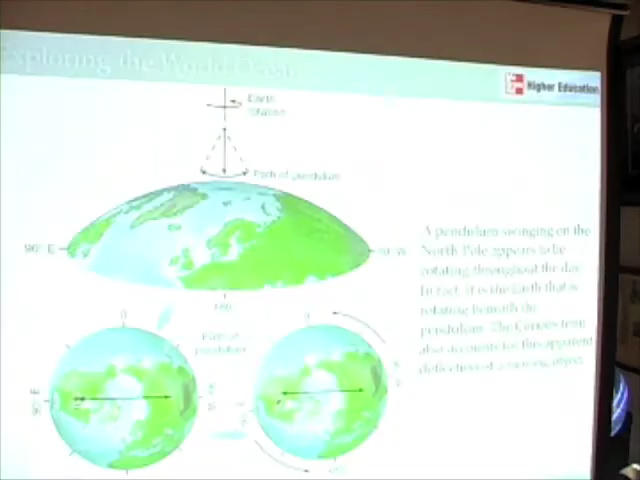 Exploring the World Ocean
Higher Education
Earth
rotation
Path of pendulum
90° E
180°
0
Path of
pendulum
A pendulum swinging on the
North Pole appears to be
rotating throughout the day.
In fact, it is the Earth that is
rotating beneath the
pendulum. The Coriolis term
also accounts for this apparent
deflection of a moving object.